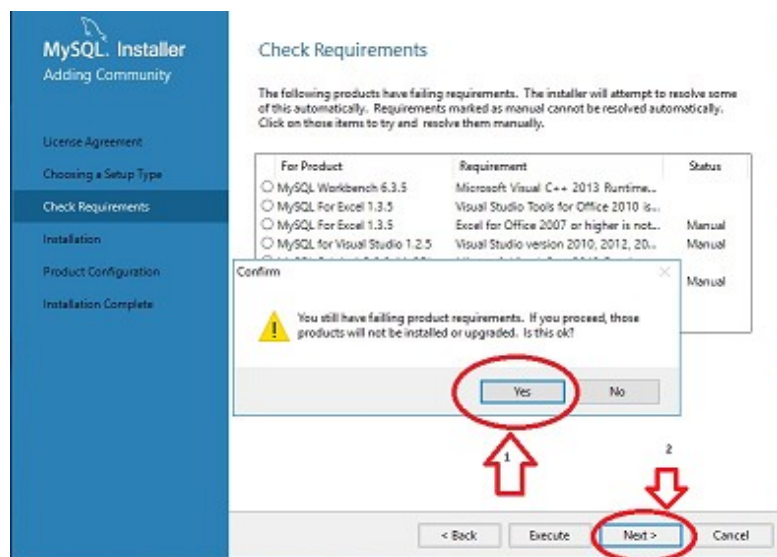 MySQL. Installer
Adding Community
License Agreement
Choosing a Setup Type
Check Requirements
Installation
Product Configuration
Installation Complete
Check Requirements
The following products have failing requirements. The installer will attempt to resolve some
of this automatically. Requirements marked as manual cannot be resolved automatically.
Click on those items to try and resolve them manually.
For Product Requirement Status
MySQL Workbench 6.3.5 Microsoft Visual C++ 2013 Runtime...
MySQL For Excel 1.3.5 Visual Studio Tools for Office 2010 is...
MySQL For Excel 1.3.5 Excel for Office 2007 or higher is not... Manual
MySQL for Visual Studio 1.2.5 Visual Studio version 2010, 2012, 20... Manual
Manual
Confirm
You still have failling product requirements. If you proceed, those
products will not be installed or upgraded. Is this ok?
Yes No
1
2
< Back Execute Next > Cancel